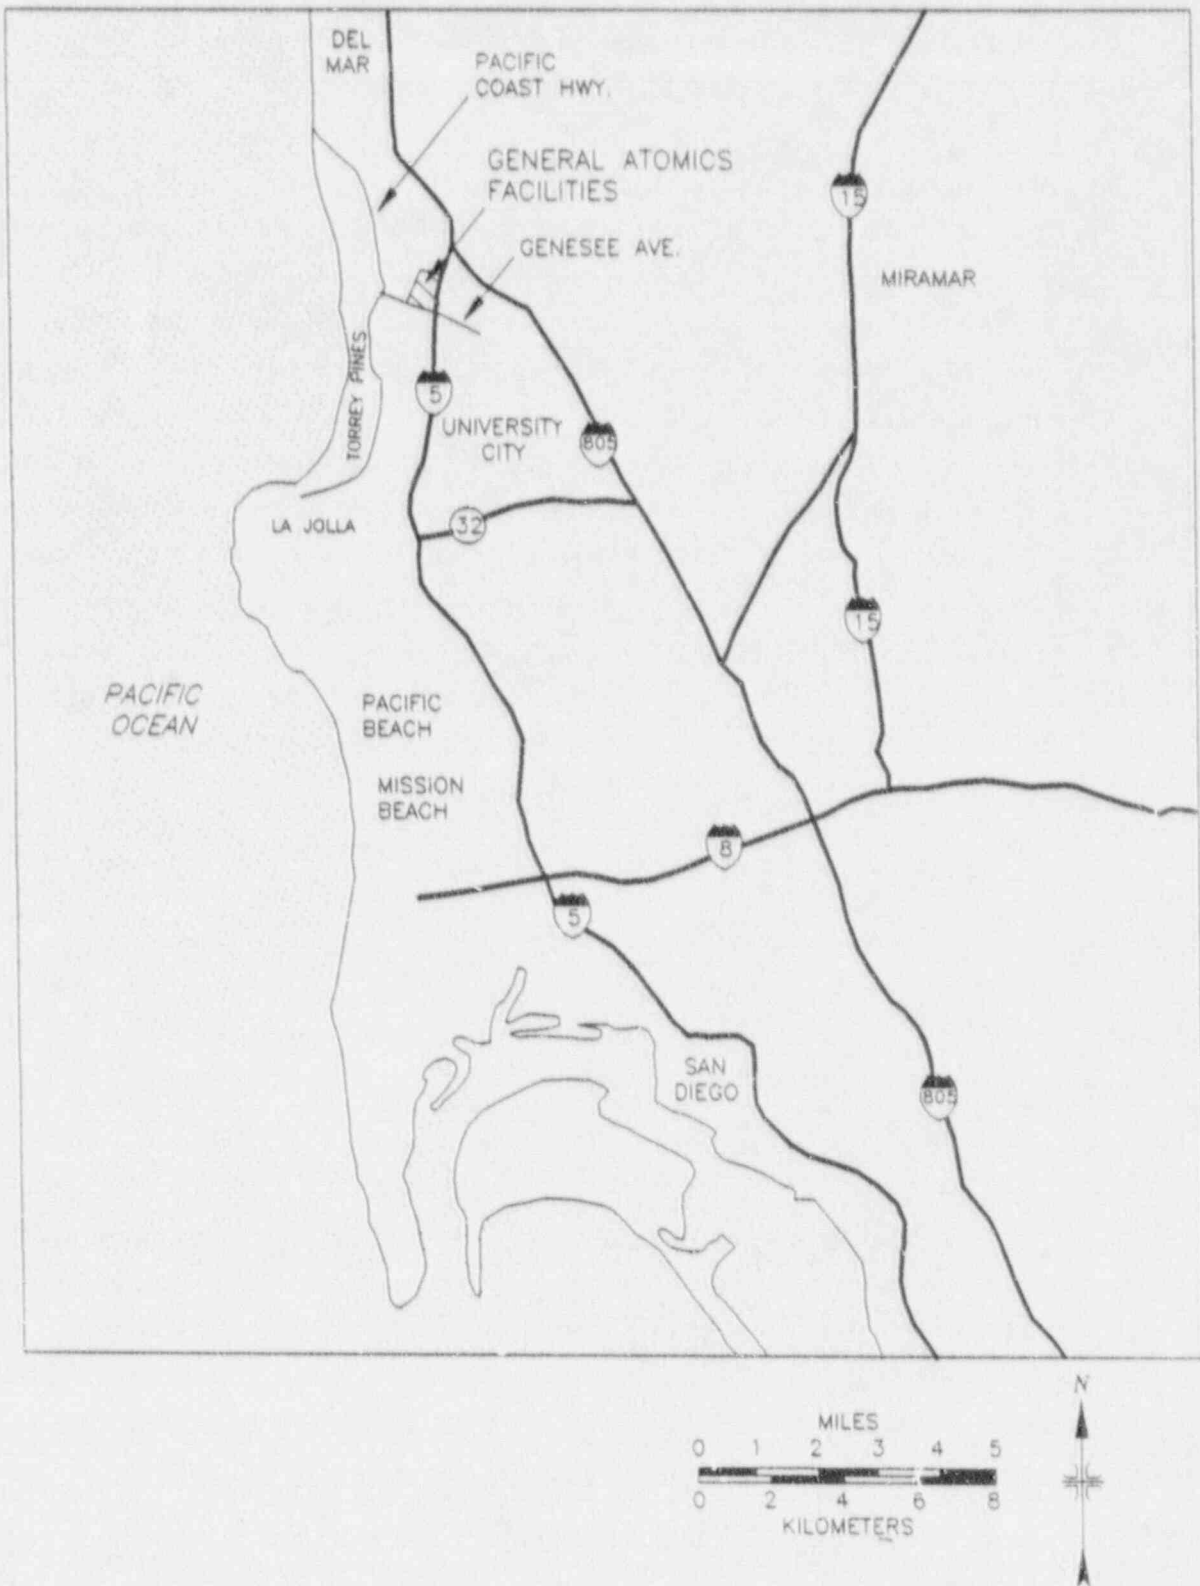 DEL
MAR
PACIFIC
COAST HWY.
GENERAL ATOMICS
FACILITIES
15
GENESEE AVE.
MIRAMAR
TORREY PINES
5
UNIVERSITY
CITY
805
LA JOLLA
32
15
PACIFIC
OCEAN
PACIFIC
BEACH
MISSION
BEACH
8
5
SAN
DIEGO
805
N
MILES
0 1 2 3 4 5
0 2 4 6 8
KILOMETERS